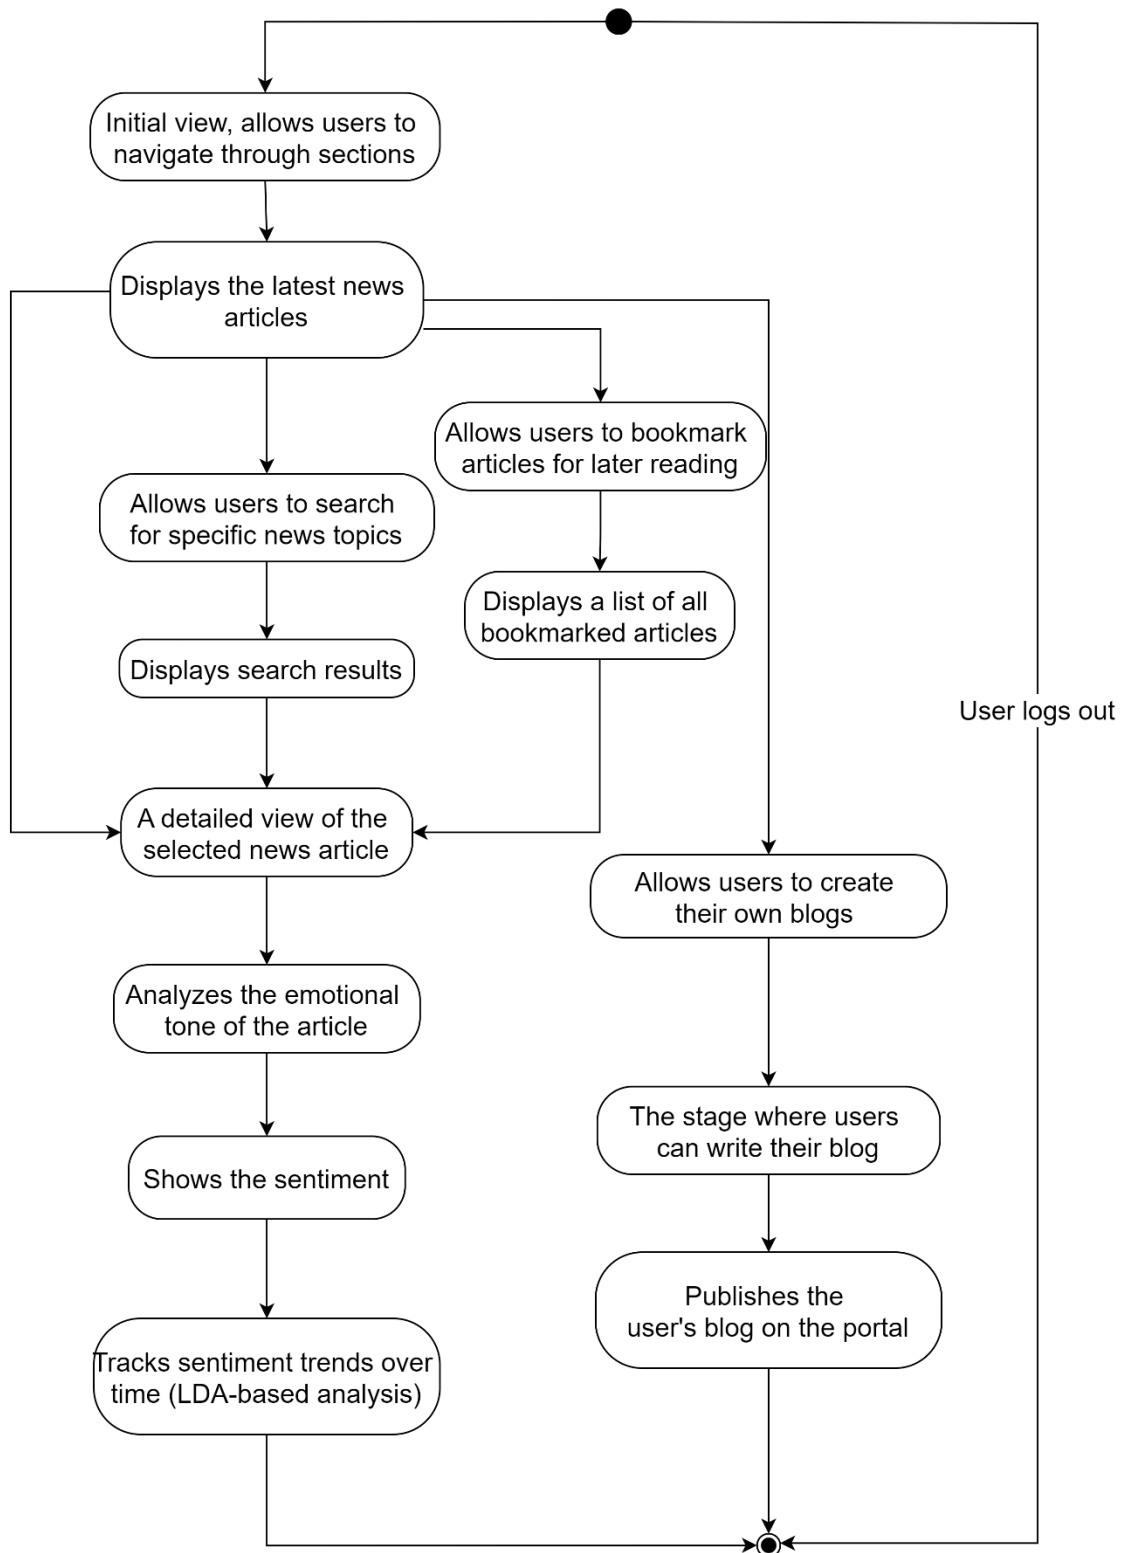 Initial view, allows users to
navigate through sections
Displays the latest news
articles
Allows users to bookmark
articles for later reading
Allows users to search
for specific news topics
Displays a list of all
bookmarked articles
Displays search results
User logs out
A detailed view of the
selected news article
Allows users to create
their own blogs
Analyzes the emotional
tone of the article
The stage where users
can write their blog
Shows the sentiment
Publishes the
user's blog on the portal
Tracks sentiment trends over
time (LDA-based analysis)